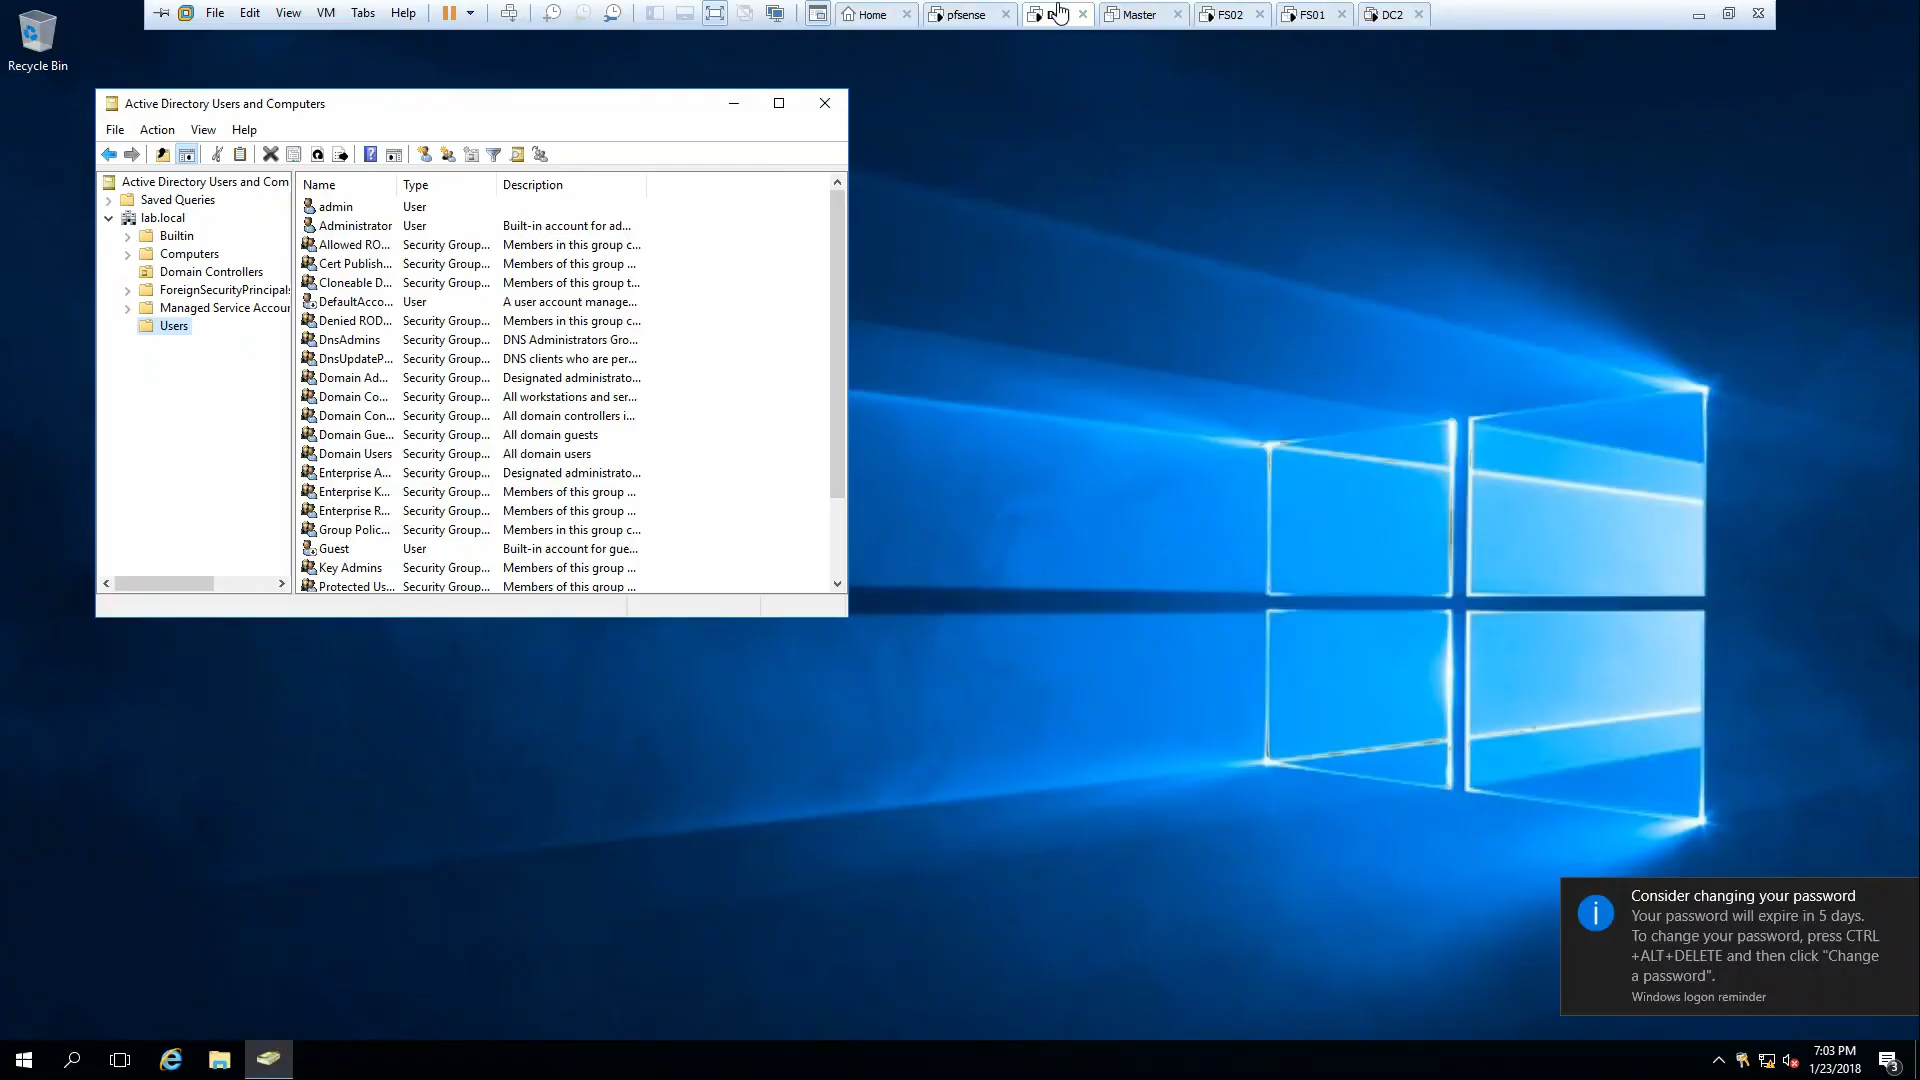 File Edit View VM Tabs Help
Home pfsense Master FS02 FS01 DC2
Recycle Bin
Active Directory Users and Computers
File Action View Help
Active Directory Users and Com
Saved Queries
lab.local
Builtin
Computers
Domain Controllers
ForeignSecurityPrincipals
Managed Service Accour
Users
Name Type Description
admin User
Administrator User Built-in account for ad...
Allowed RO... Security Group... Members in this group c...
Cert Publish... Security Group... Members of this group ...
Cloneable D... Security Group... Members of this group t...
DefaultAcco... User A user account manage...
Denied ROD... Security Group... Members in this group c...
DnsAdmins Security Group... DNS Administrators Gro...
DnsUpdateP... Security Group... DNS clients who are per...
Domain Ad... Security Group... Designated administrato...
Domain Co... Security Group... All workstations and ser...
Domain Con... Security Group... All domain controllers i...
Domain Gue... Security Group... All domain guests
Domain Users Security Group... All domain users
Enterprise A... Security Group... Designated administrato...
Enterprise K... Security Group... Members of this group ...
Enterprise R... Security Group... Members of this group ...
Group Polic... Security Group... Members in this group c...
Guest User Built-in account for gue...
Key Admins Security Group... Members of this group ...
Protected Us... Security Group... Members of this group ...
Consider changing your password
Your password will expire in 5 days.
To change your password, press CTRL
+ALT+DELETE and then click "Change
a password".
Windows logon reminder
7:03 PM
1/23/2018
3